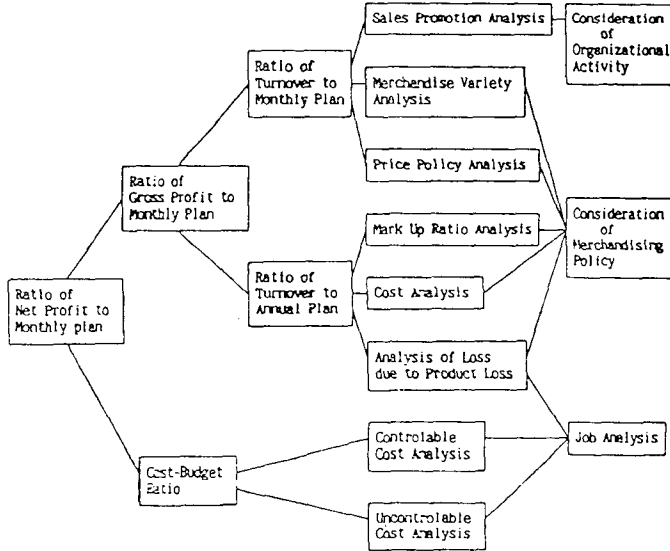 Sales Promotion Analysis
Consideration
of
Organizational
Activity
Ratio of
Turnover to
Monthly Plan
Merchandise Variety
Analysis
Price Policy Analysis
Ratio of
Gross Profit to
Monthly Plan
Consideration
of
Merchandising
Policy
Mark Up Ratio Analysis
Ratio of
Turnover to
Annual Plan
Cost Analysis
Ratio of
Net Profit to
Monthly plan
Analysis of Loss
due to Product Loss
Controlable
Cost Analysis
Job Analysis
Cost-Budget
Ratio
Uncontrolable
Cost Analysis